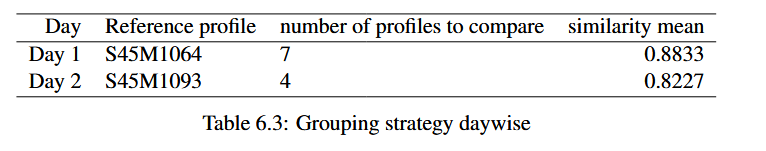 Day Reference profile number of profiles to compare similarity mean
Day 1 S45M1064 7 0.8833
Day 2 S45M1093 4 0.8227
Table 6.3: Grouping strategy daywise